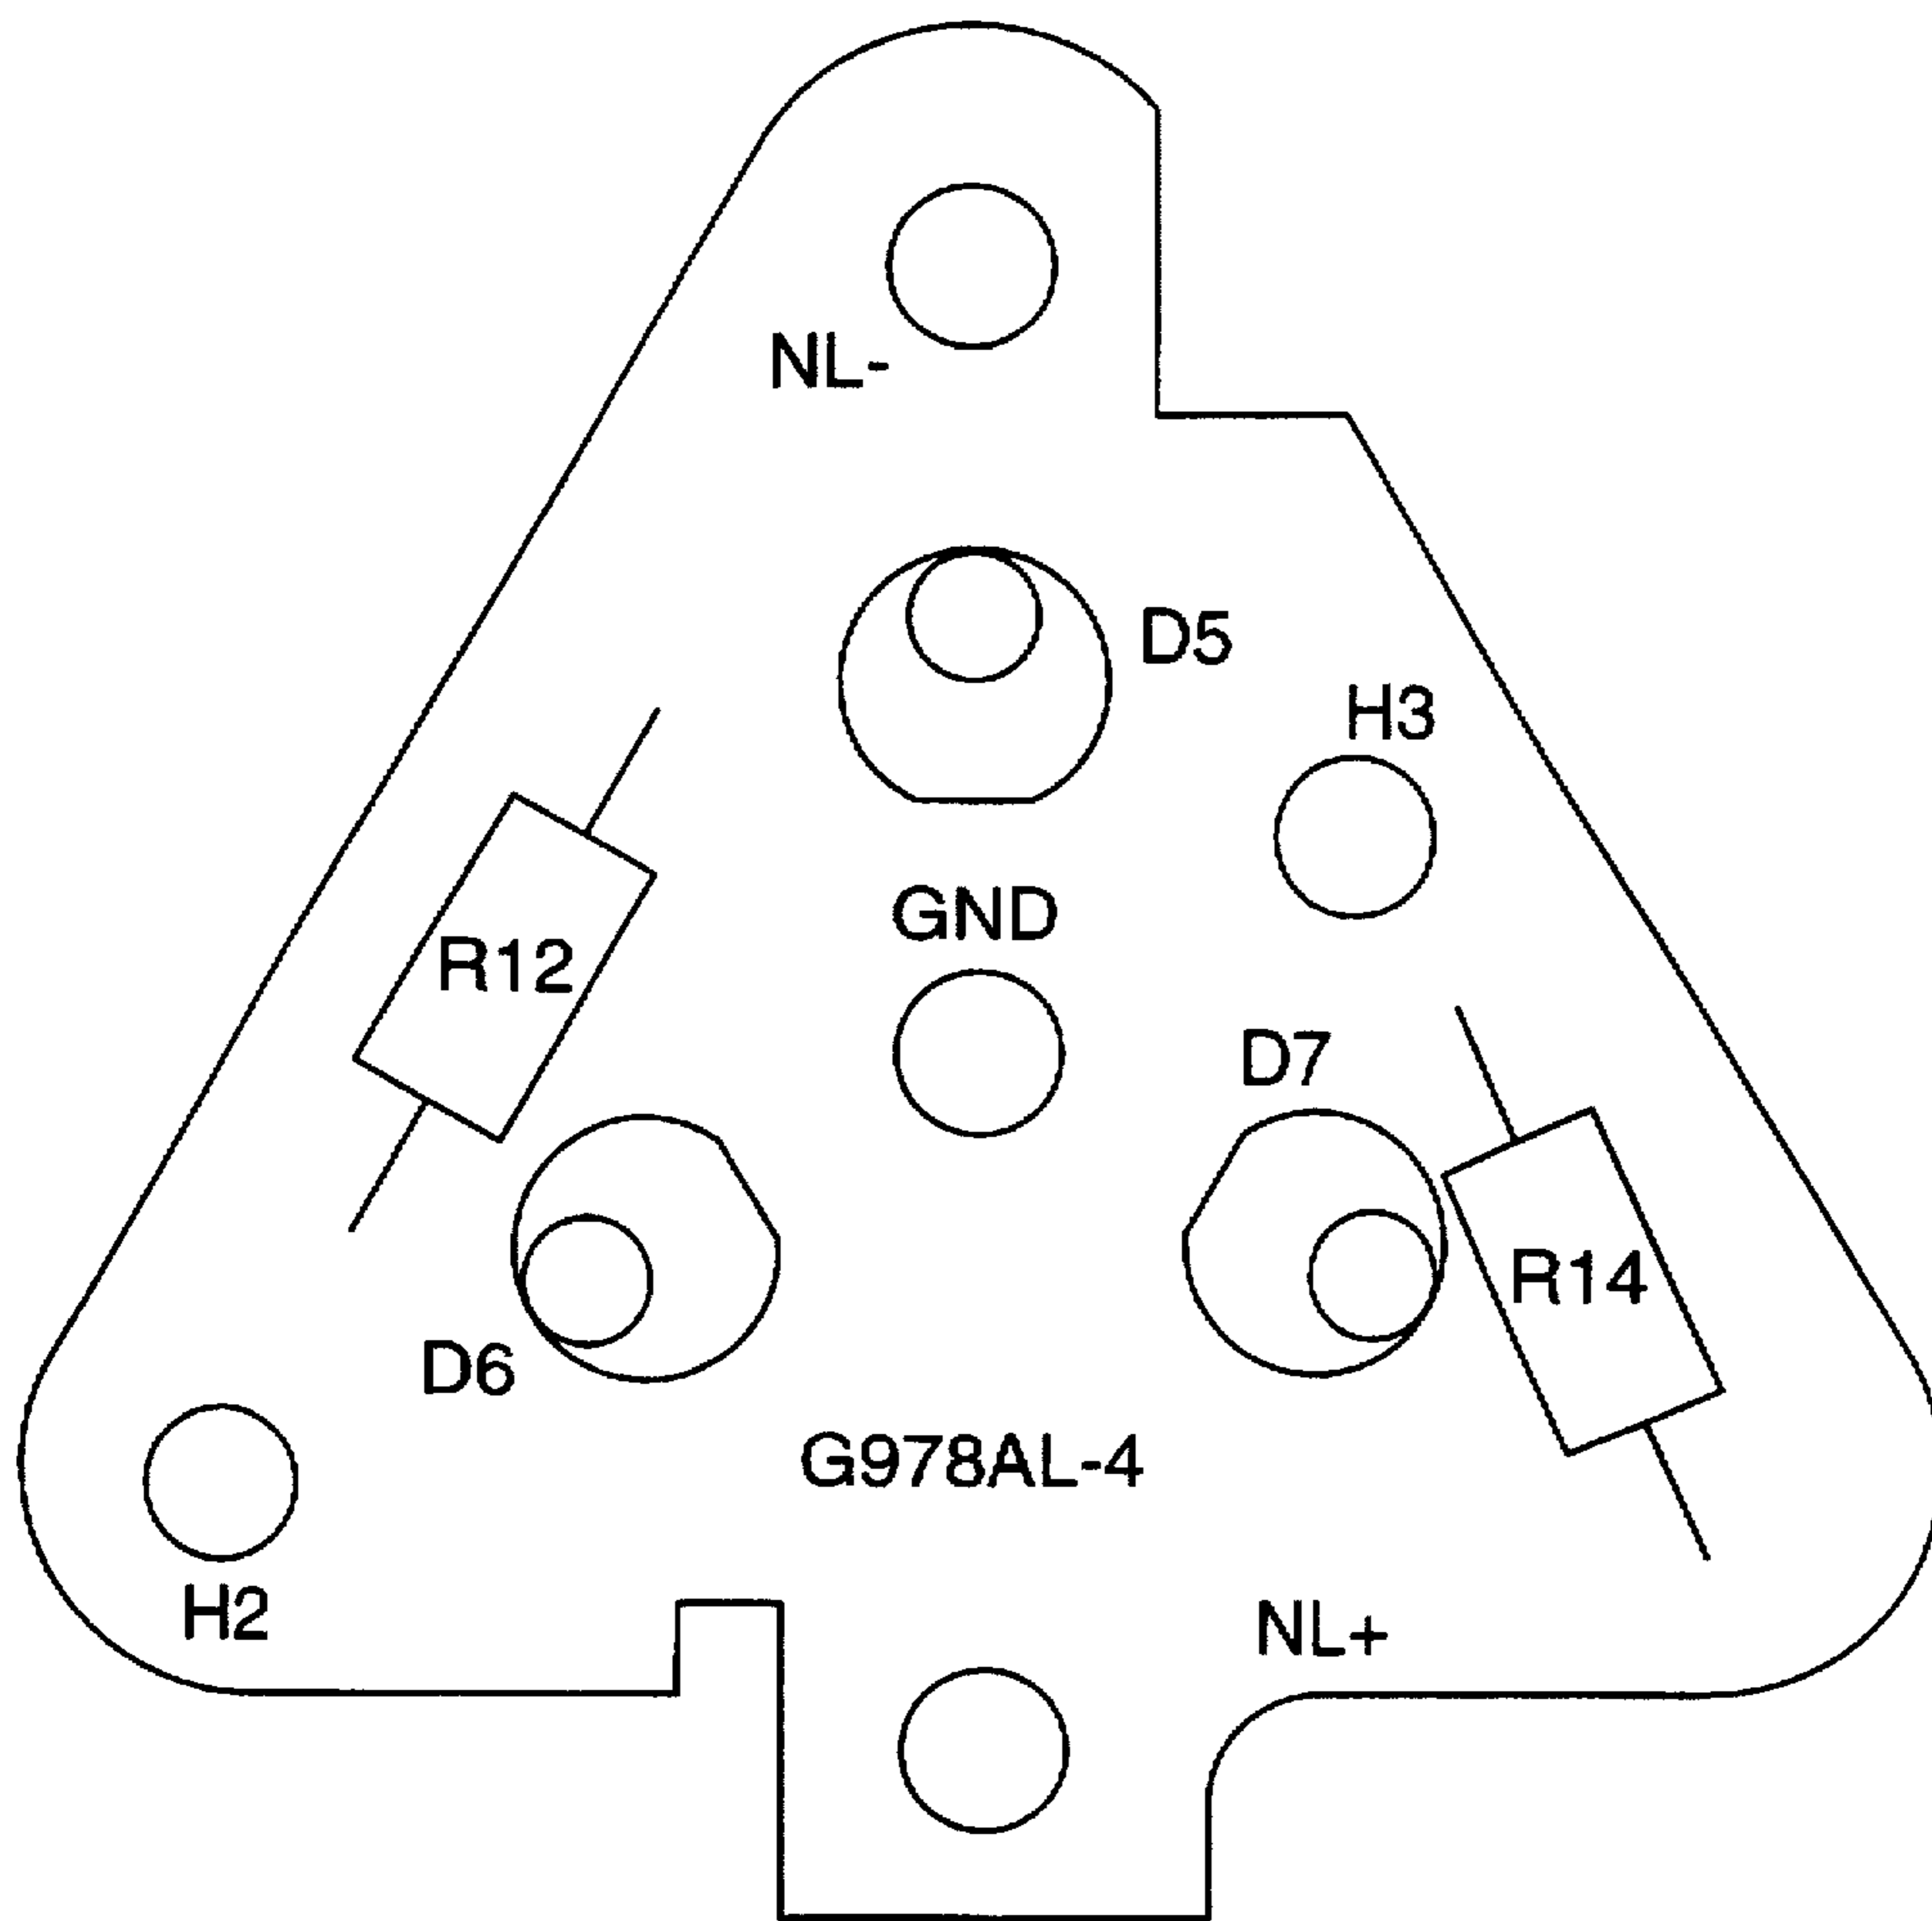 NL-
D5
H3
GND
R12
D7
R14
D6
G978AL-4
H2
NL+